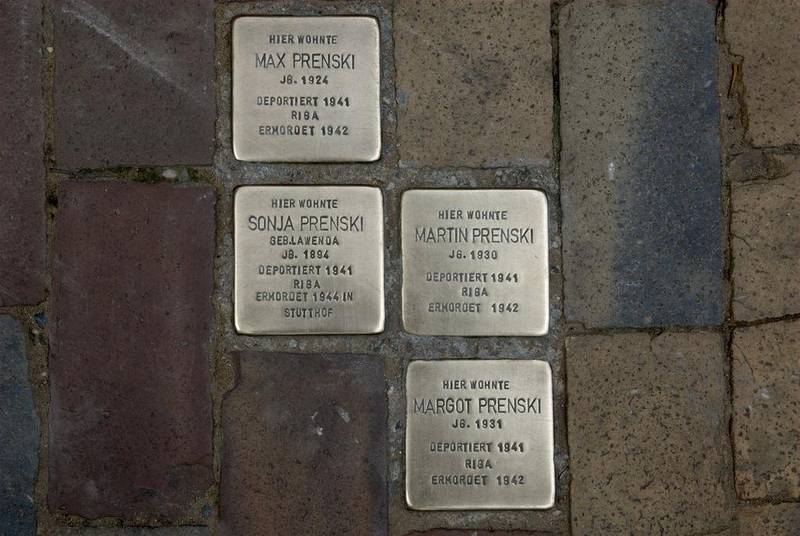 HIER WOHNTE
MAX PRENSKI
JG. 1924
DEPORTIERT 1941
RIGA
ERMORDET 1942
HIER WOHNTE
SONJA PRENSKI
GEB. LAWENDA
JG. 1894
DEPORTIERT 1941
RIGA
ERMORDET 1944 IN
STUTTHOF
HIER WOHNTE
MARTIN PRENSKI
JG. 1930
DEPORTIERT 1941
RIGA
ERMORDET 1942
HIER WOHNTE
MARGOT PRENSKI
JG. 1931
DEPORTIERT 1941
RIGA
ERMORDET 1942